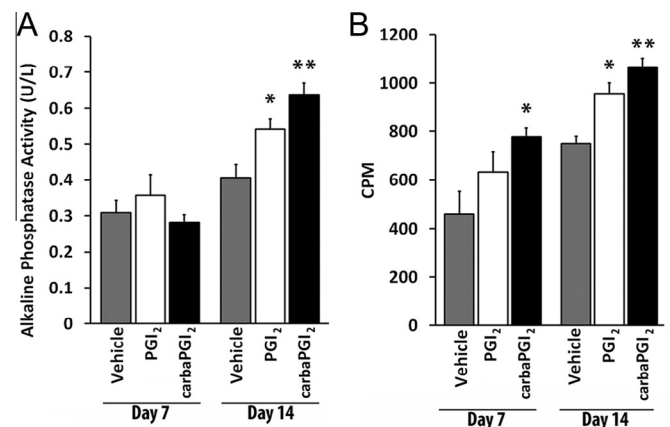 A
Alkaline Phosphatase Activity (U/L)
0.8
0.7
0.6
0.5
0.4
0.3
0.2
0.1
0
*
**
Vehicle
PGI₂
carbaPGI₂
Vehicle
PGI₂
carbaPGI₂
Day 7
Day 14
B
CPM
1200
1000
800
600
400
200
0
*
*
**
Vehicle
PGI₂
carbaPGI₂
Vehicle
PGI₂
carbaPGI₂
Day 7
Day 14